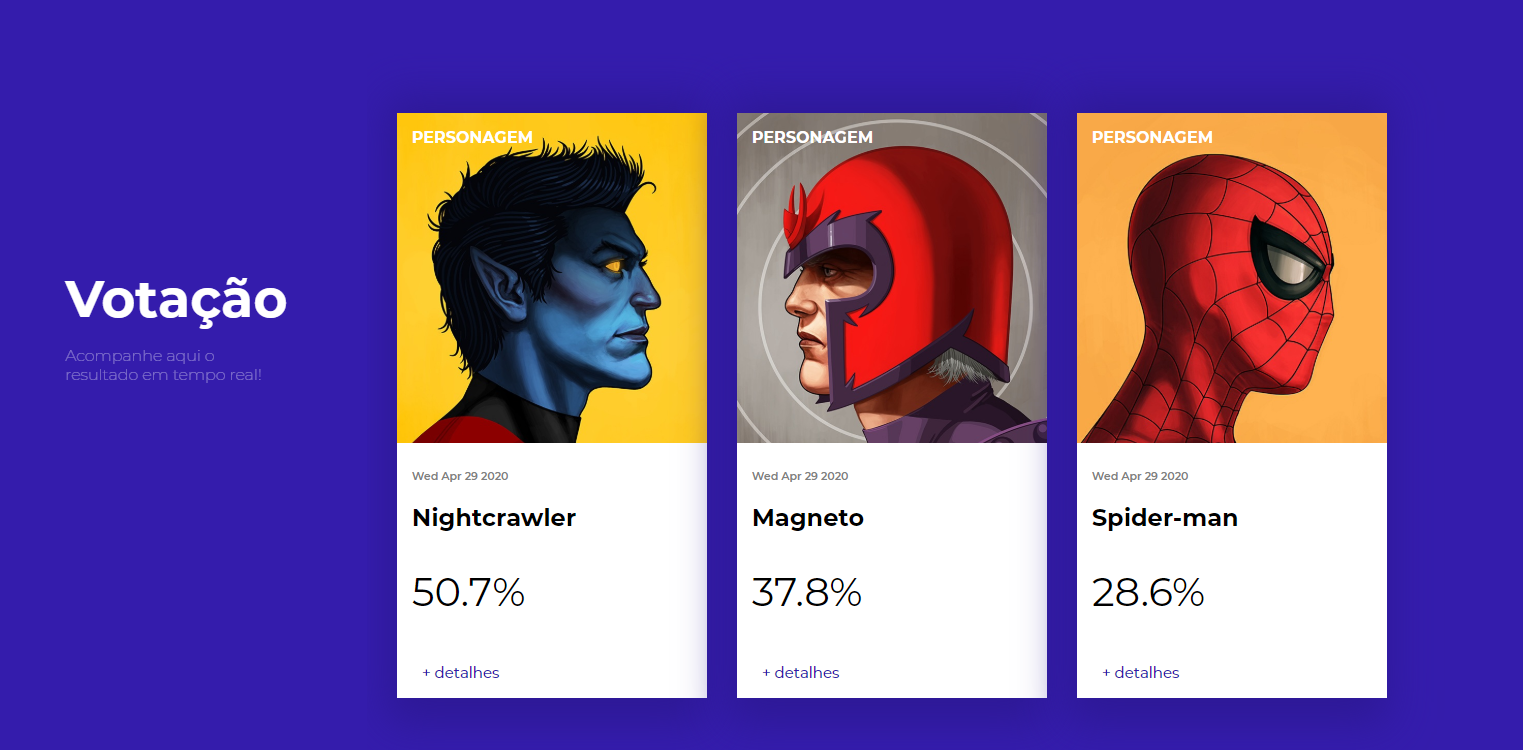 Votação
Acompanhe aqui o
resultado em tempo real!
PERSONAGEM
Wed Apr 29 2020
Nightcrawler
50.7%
+ detalhes
PERSONAGEM
Wed Apr 29 2020
Magneto
37.8%
+ detalhes
PERSONAGEM
Wed Apr 29 2020
Spider-man
28.6%
+ detalhes